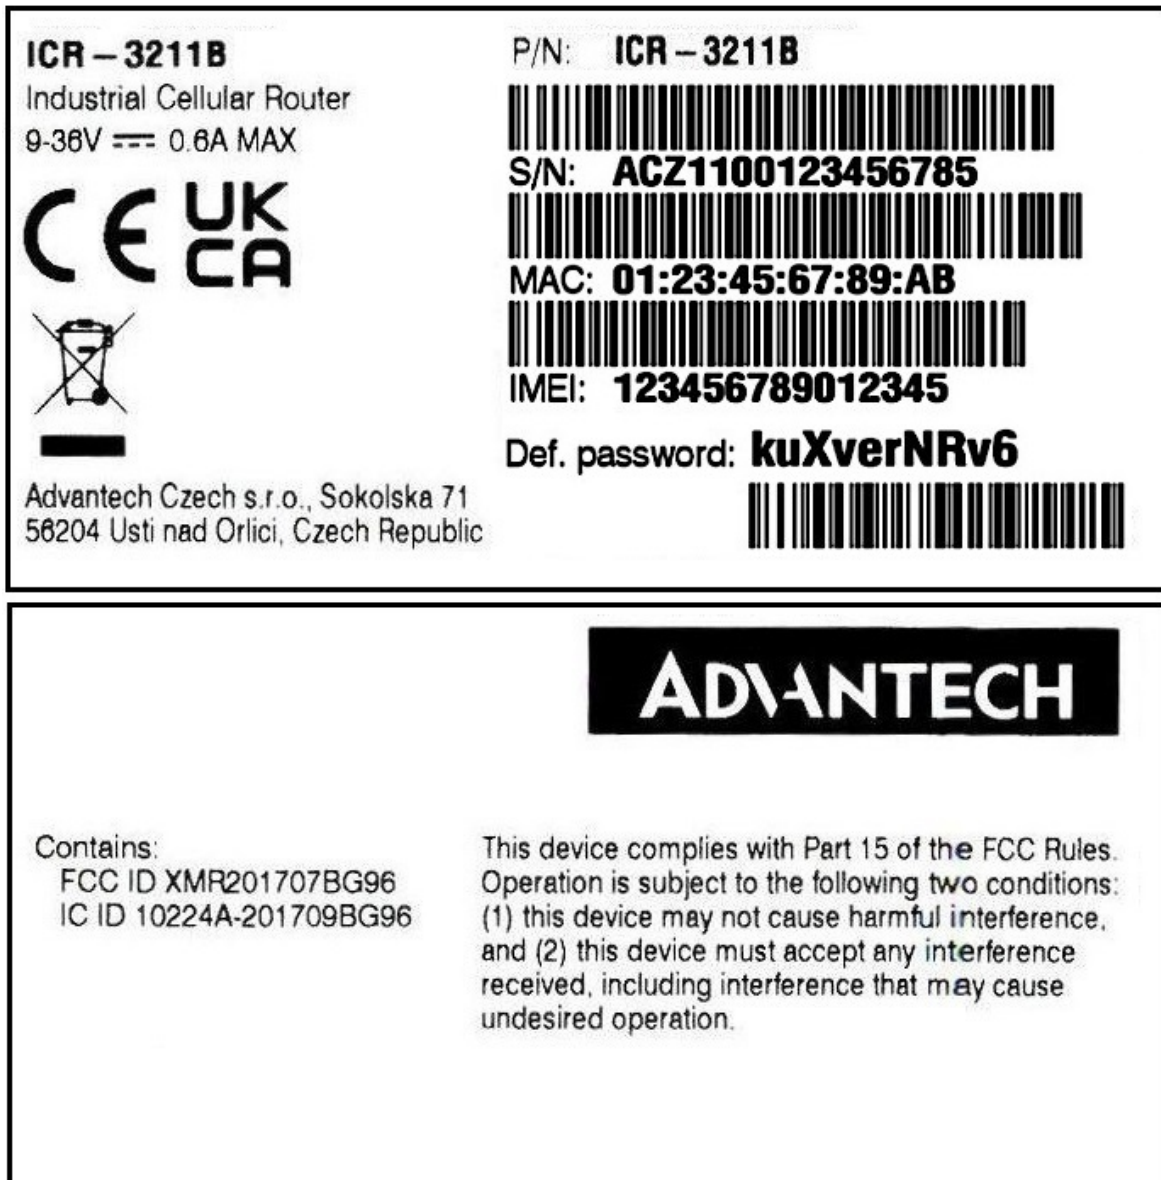 ICR – 3211B
Industrial Cellular Router
9-36V 0.6A MAX
CE UK CA
Advantech Czech s.r.o., Sokolska 71
56204 Usti nad Orlici, Czech Republic
P/N: ICR – 3211B
S/N: ACZ1100123456785
MAC: 01:23:45:67:89:AB
IMEI: 123456789012345
Def. password: kuXverNRv6
ADVANTECH
Contains:
FCC ID XMR201707BG96
IC ID 10224A-201709BG96
This device complies with Part 15 of the FCC Rules.
Operation is subject to the following two conditions:
(1) this device may not cause harmful interference,
and (2) this device must accept any interference
received, including interference that may cause
undesired operation.